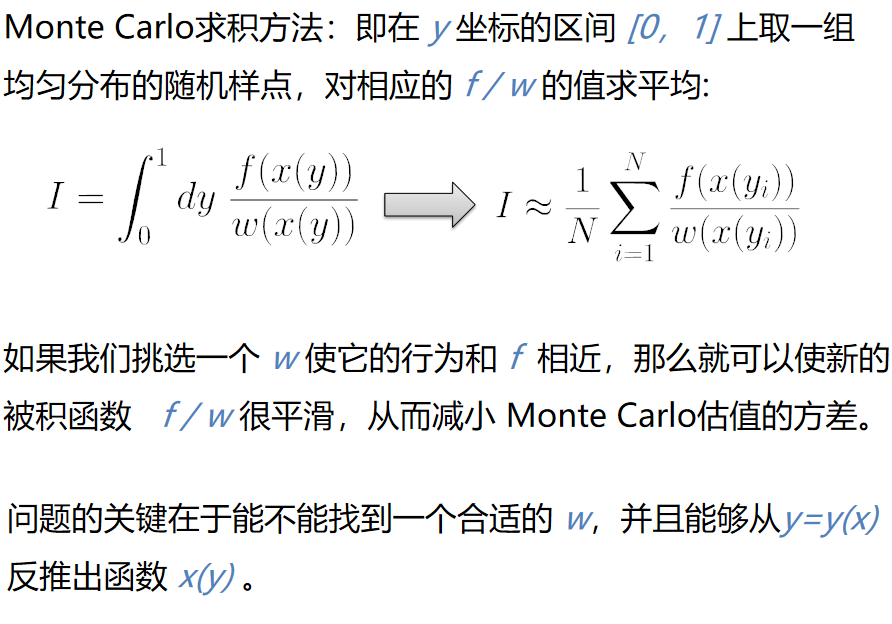 Monte Carlo求积方法：即在 y 坐标的区间 [0, 1] 上取一组
均匀分布的随机样点，对相应的 f / w 的值求平均:
I = ∫_0^1 dy f(x(y))/w(x(y)) I ≈ 1/N ∑_{i=1}^N f(x(y_i))/w(x(y_i))
如果我们挑选一个 w 使它的行为和 f 相近，那么就可以使新的
被积函数 f / w 很平滑，从而减小 Monte Carlo估值的方差。
问题的关键在于能不能找到一个合适的 w，并且能够从y=y(x)
反推出函数 x(y) 。